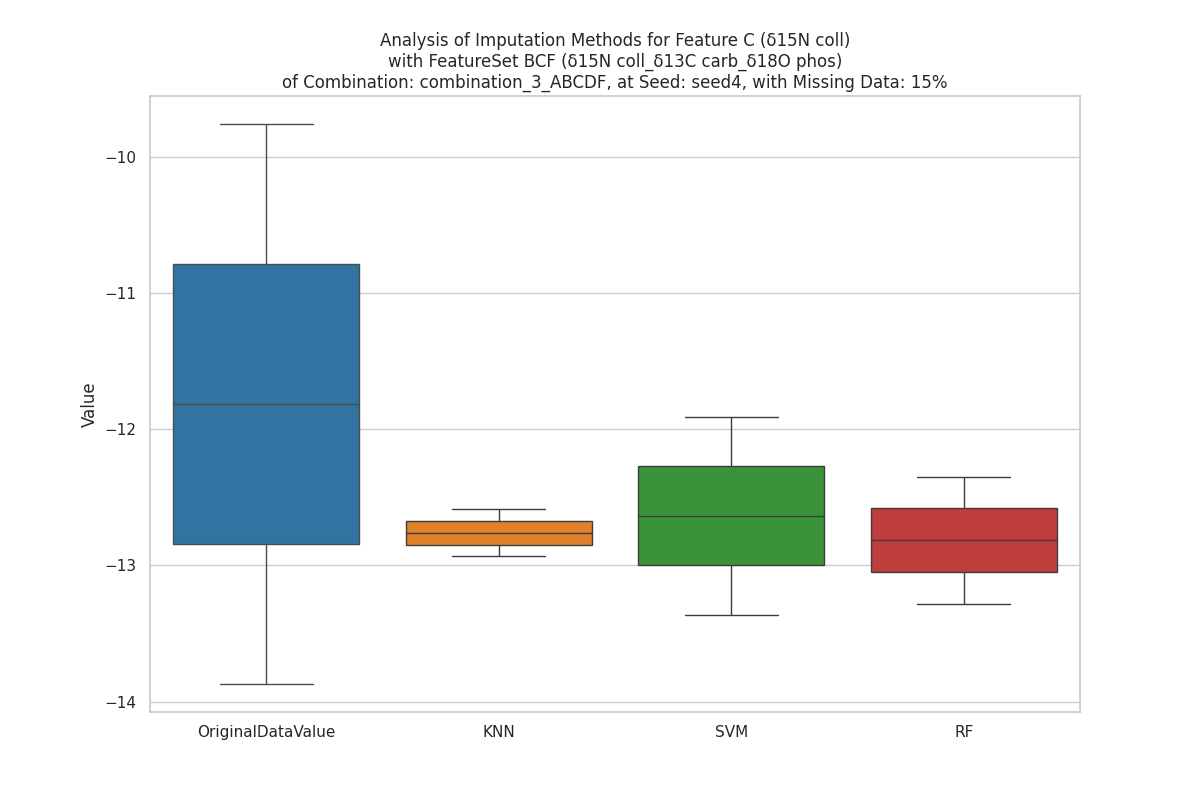 Analysis of Imputation Methods for Feature C (δ15N coll)
with FeatureSet BCF (δ15N coll_δ13C carb_δ18O phos)
of Combination: combination_3_ABCDF, at Seed: seed4, with Missing Data: 15%
−10
−11
−12
−13
−14
Value
OriginalDataValue KNN SVM RF